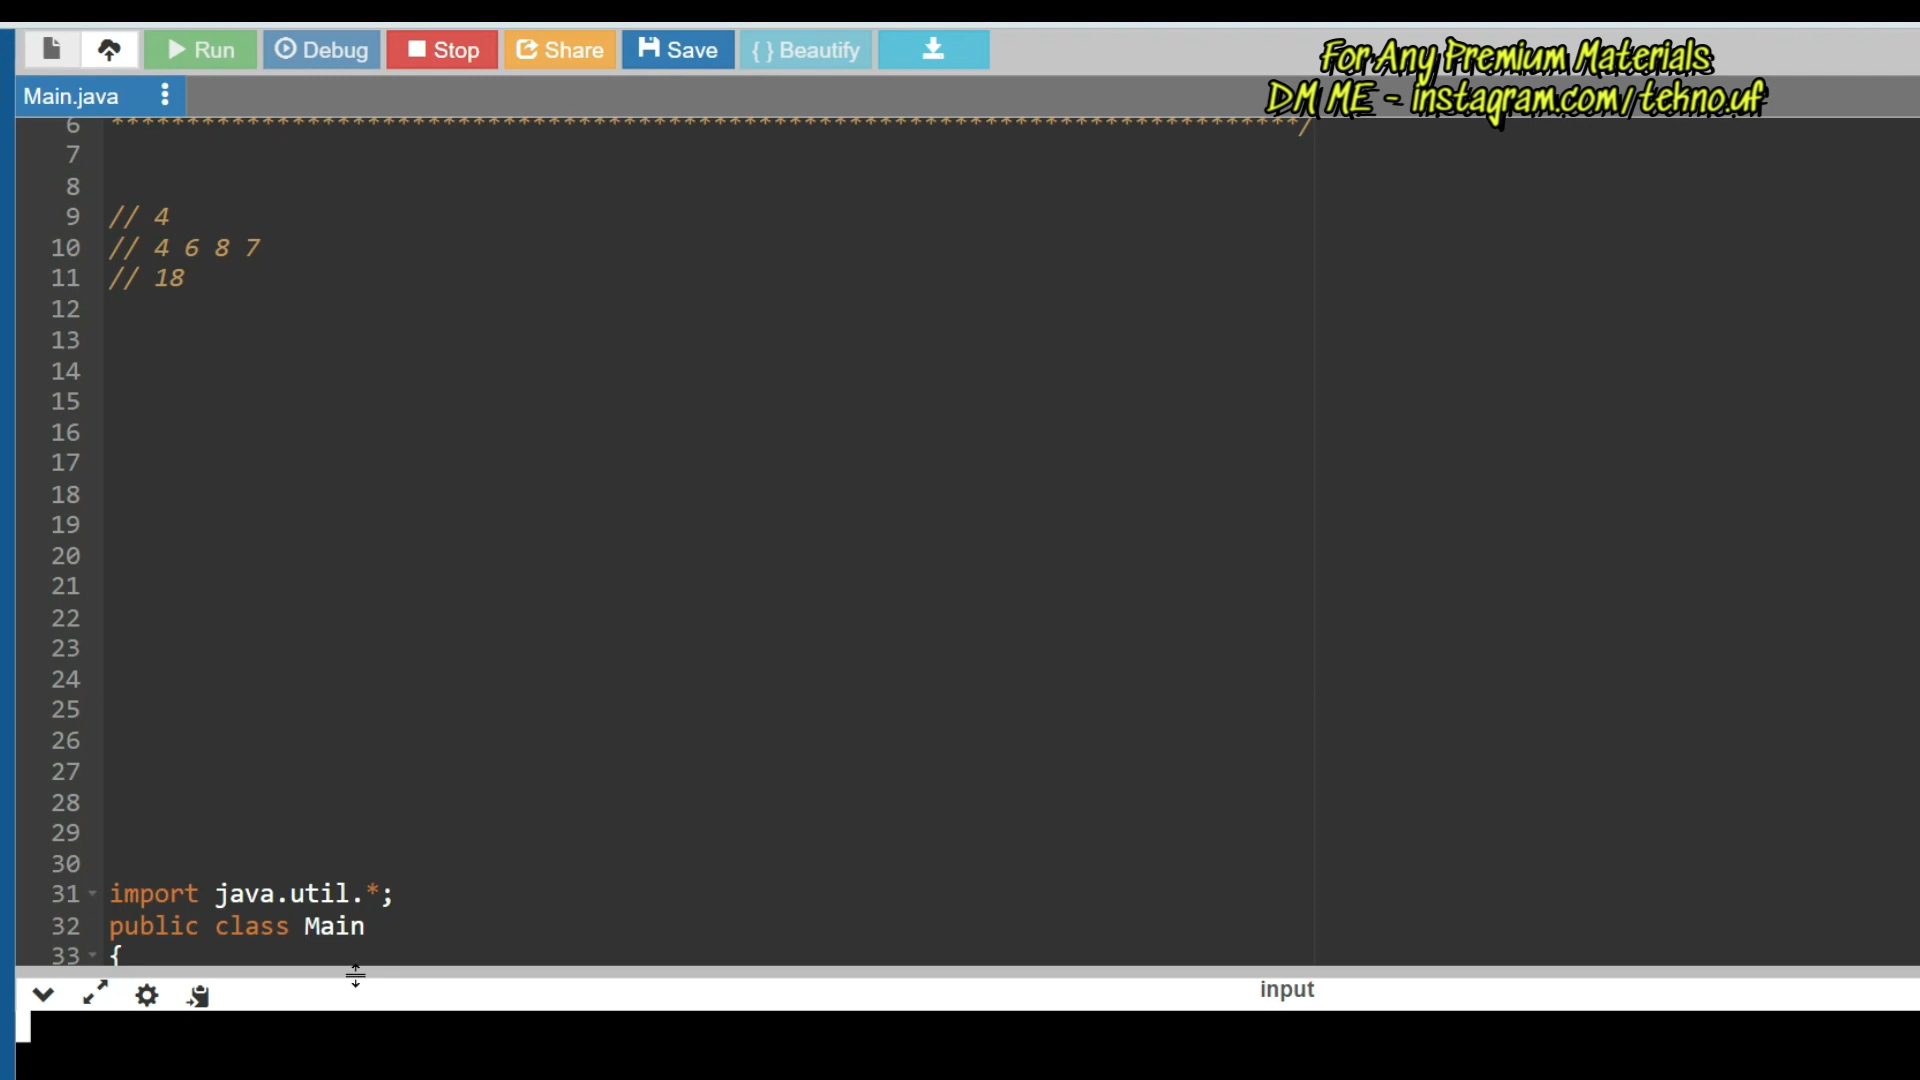 Run Debug Stop Share Save { } Beautify
For Any Premium Materials
DM ME - instagram.com/tekno.uf
Main.java
6 *******************************************************************************/
7
8
9 // 4
10 // 4 6 8 7
11 // 18
12
13
14
15
16
17
18
19
20
21
22
23
24
25
26
27
28
29
30
31 import java.util.*;
32 public class Main
33 {
input